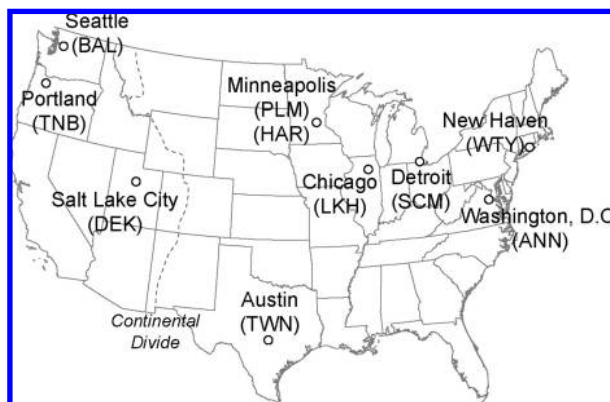 Seattle
(BAL)
Portland
(TNB)
Minneapolis
(PLM)
(HAR)
New Haven
(WTY)
Salt Lake City
(DEK)
Chicago
(LKH)
Detroit
(SCM)
Washington, D.C
(ANN)
Austin
(TWN)
Continental
Divide